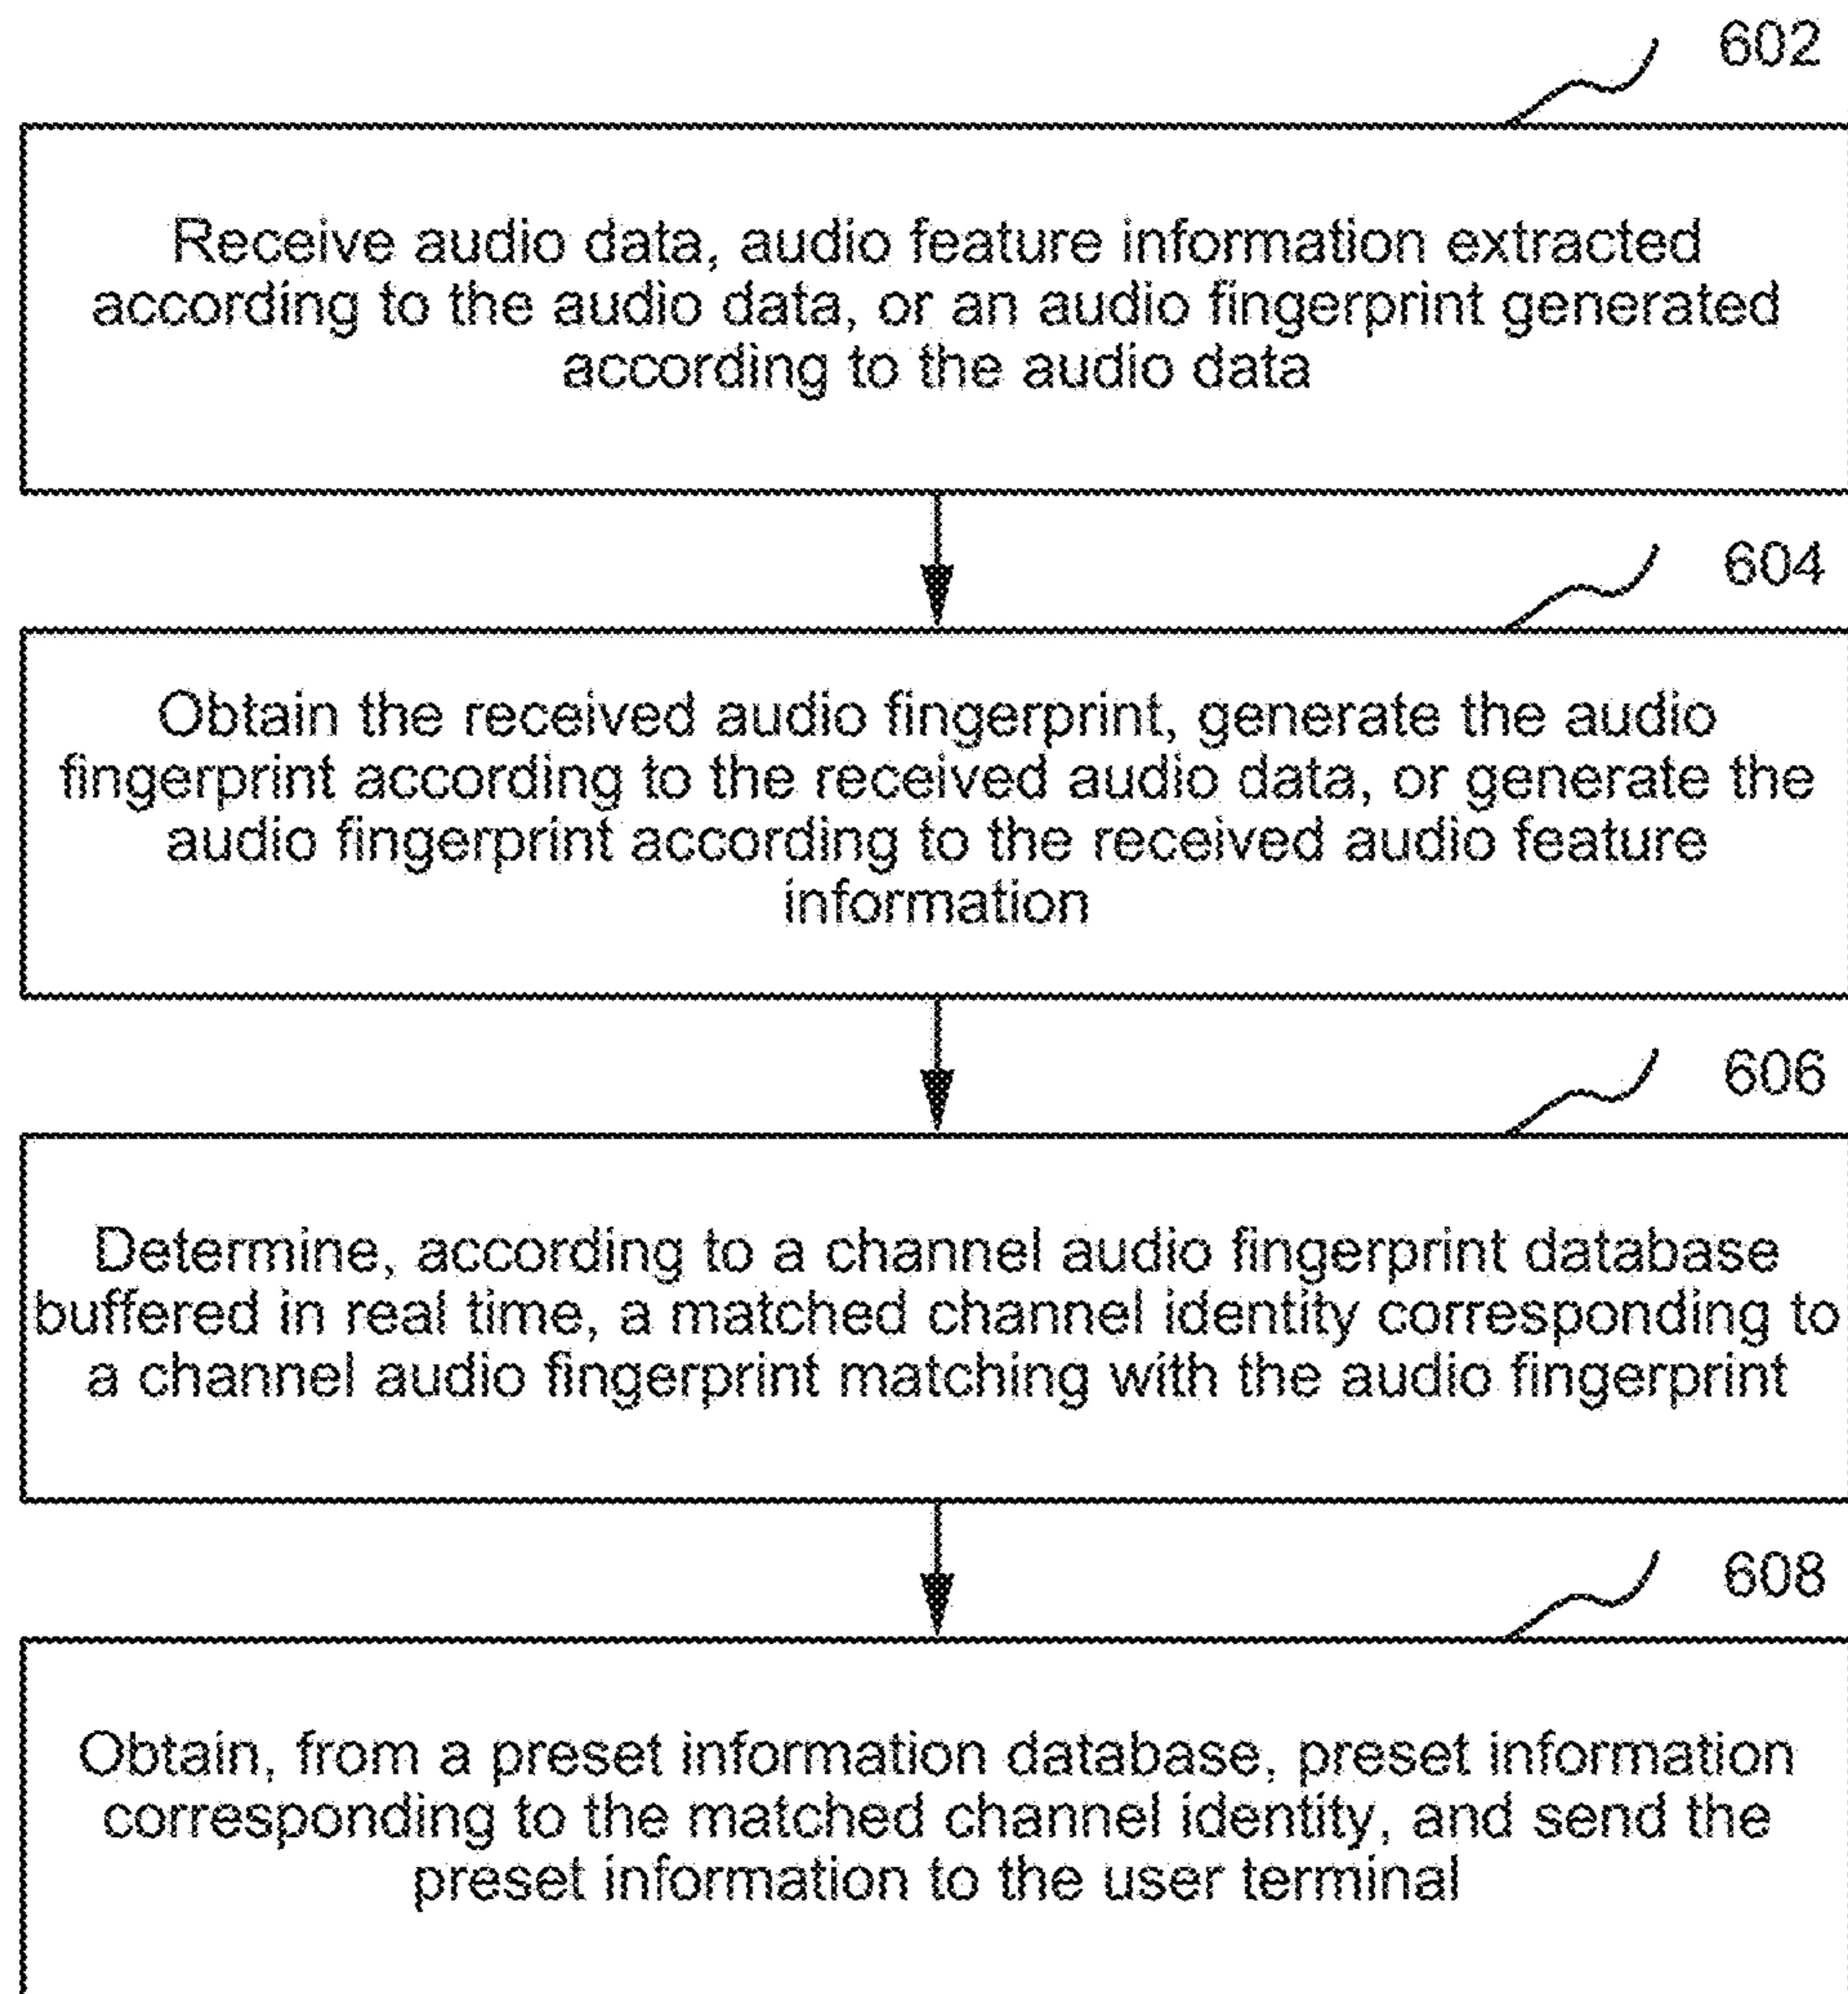 602
Receive audio data, audio feature information extracted
according to the audio data, or an audio fingerprint generated
according to the audio data
604
Obtain the received audio fingerprint, generate the audio
fingerprint according to the received audio data, or generate the
audio fingerprint according to the received audio feature
information
606
Determine, according to a channel audio fingerprint database
buffered in real time, a matched channel identity corresponding to
a channel audio fingerprint matching with the audio fingerprint
608
Obtain, from a preset information database, preset information
corresponding to the matched channel identity, and send the
preset information to the user terminal